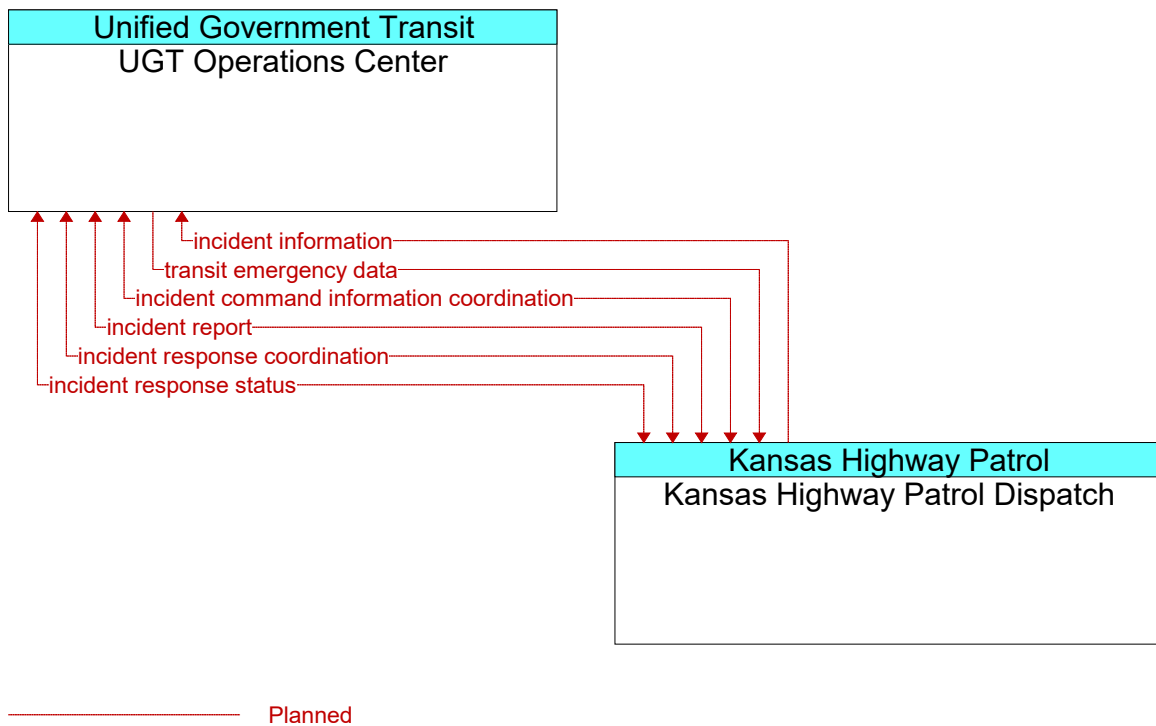 Unified Government Transit
UGT Operations Center
incident information
transit emergency data
incident command information coordination
incident report
incident response coordination
incident response status
Kansas Highway Patrol
Kansas Highway Patrol Dispatch
Planned